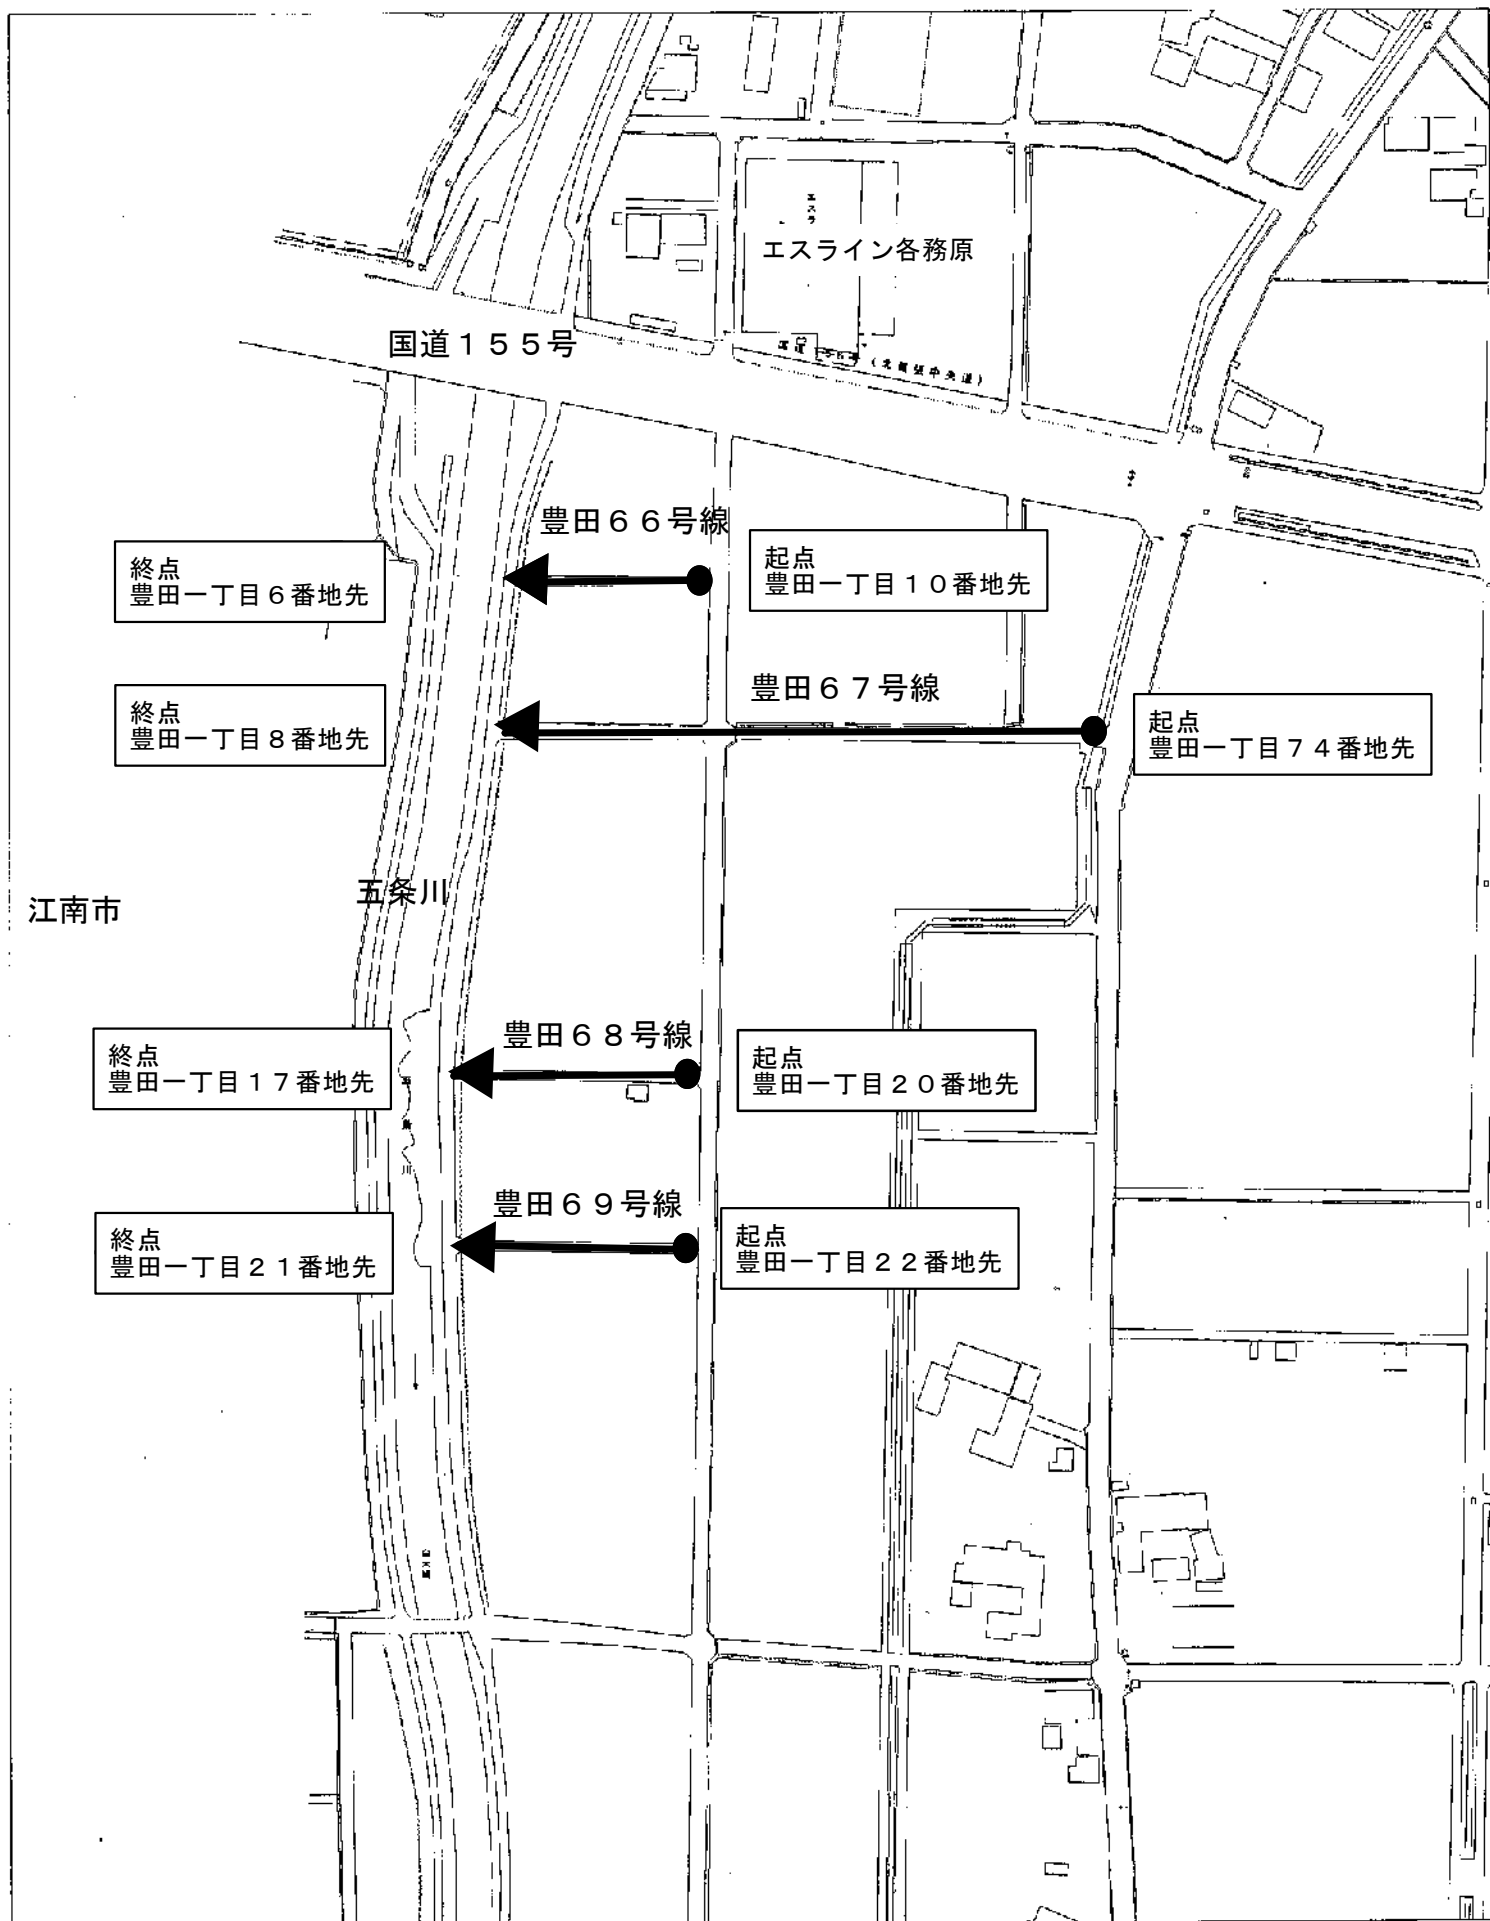 エスライン各務原
国道１５５号
（北尾張中央道）
豊田６６号線
終点
豊田一丁目６番地先
起点
豊田一丁目１０番地先
豊田６７号線
終点
豊田一丁目８番地先
起点
豊田一丁目７４番地先
五条川
江南市
豊田６８号線
終点
豊田一丁目１７番地先
起点
豊田一丁目２０番地先
豊田６９号線
終点
豊田一丁目２１番地先
起点
豊田一丁目２２番地先